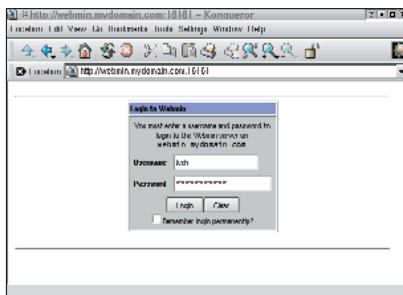 http://webmin.mydomain.com:16161 – Konqueror
Location Edit View Go Bookmarks Tools Settings Window Help
Location http://webmin.mydomain.com:16161
Login to Webmin
You must enter a username and password to
login to the Webmin server on
webmin.mydomain.com
Username
Password
Login Clear
Remember login permanently?